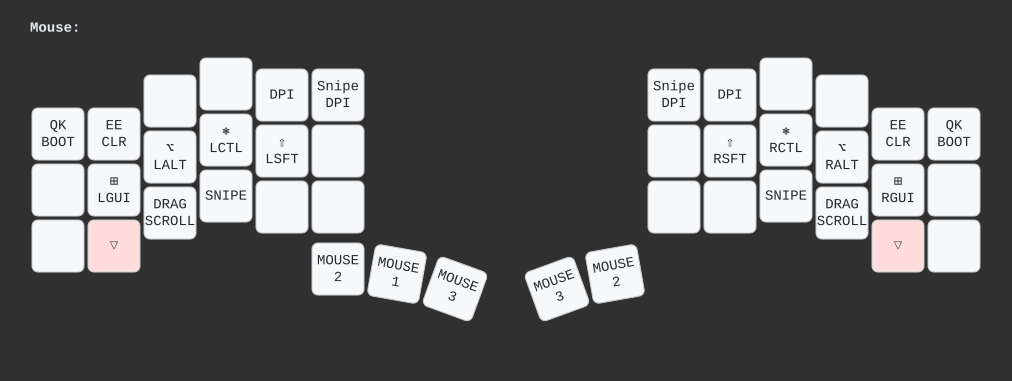 Mouse:
QK
BOOT
EE
CLR
DPI
Snipe
DPI
Snipe
DPI
DPI
EE
CLR
QK
BOOT
⌥
LALT
⎈
LCTL
⇧
LSFT
⇧
RSFT
⎈
RCTL
⌥
RALT
⊞
LGUI
DRAG
SCROLL
SNIPE
SNIPE
DRAG
SCROLL
⊞
RGUI
▽
▽
MOUSE
2
MOUSE
1
MOUSE
3
MOUSE
3
MOUSE
2